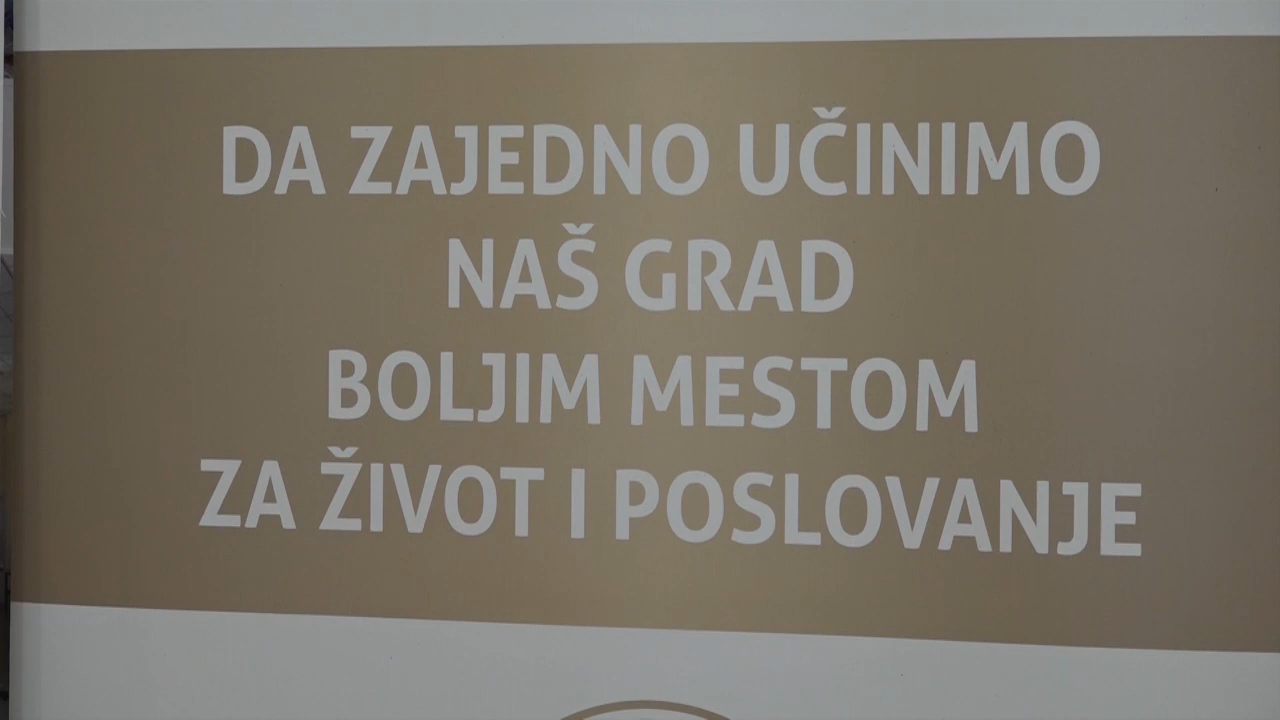 DA ZAJEDNO UČINIMO
NAŠ GRAD
BOLJIM MESTOM
ZA ŽIVOT I POSLOVANJE